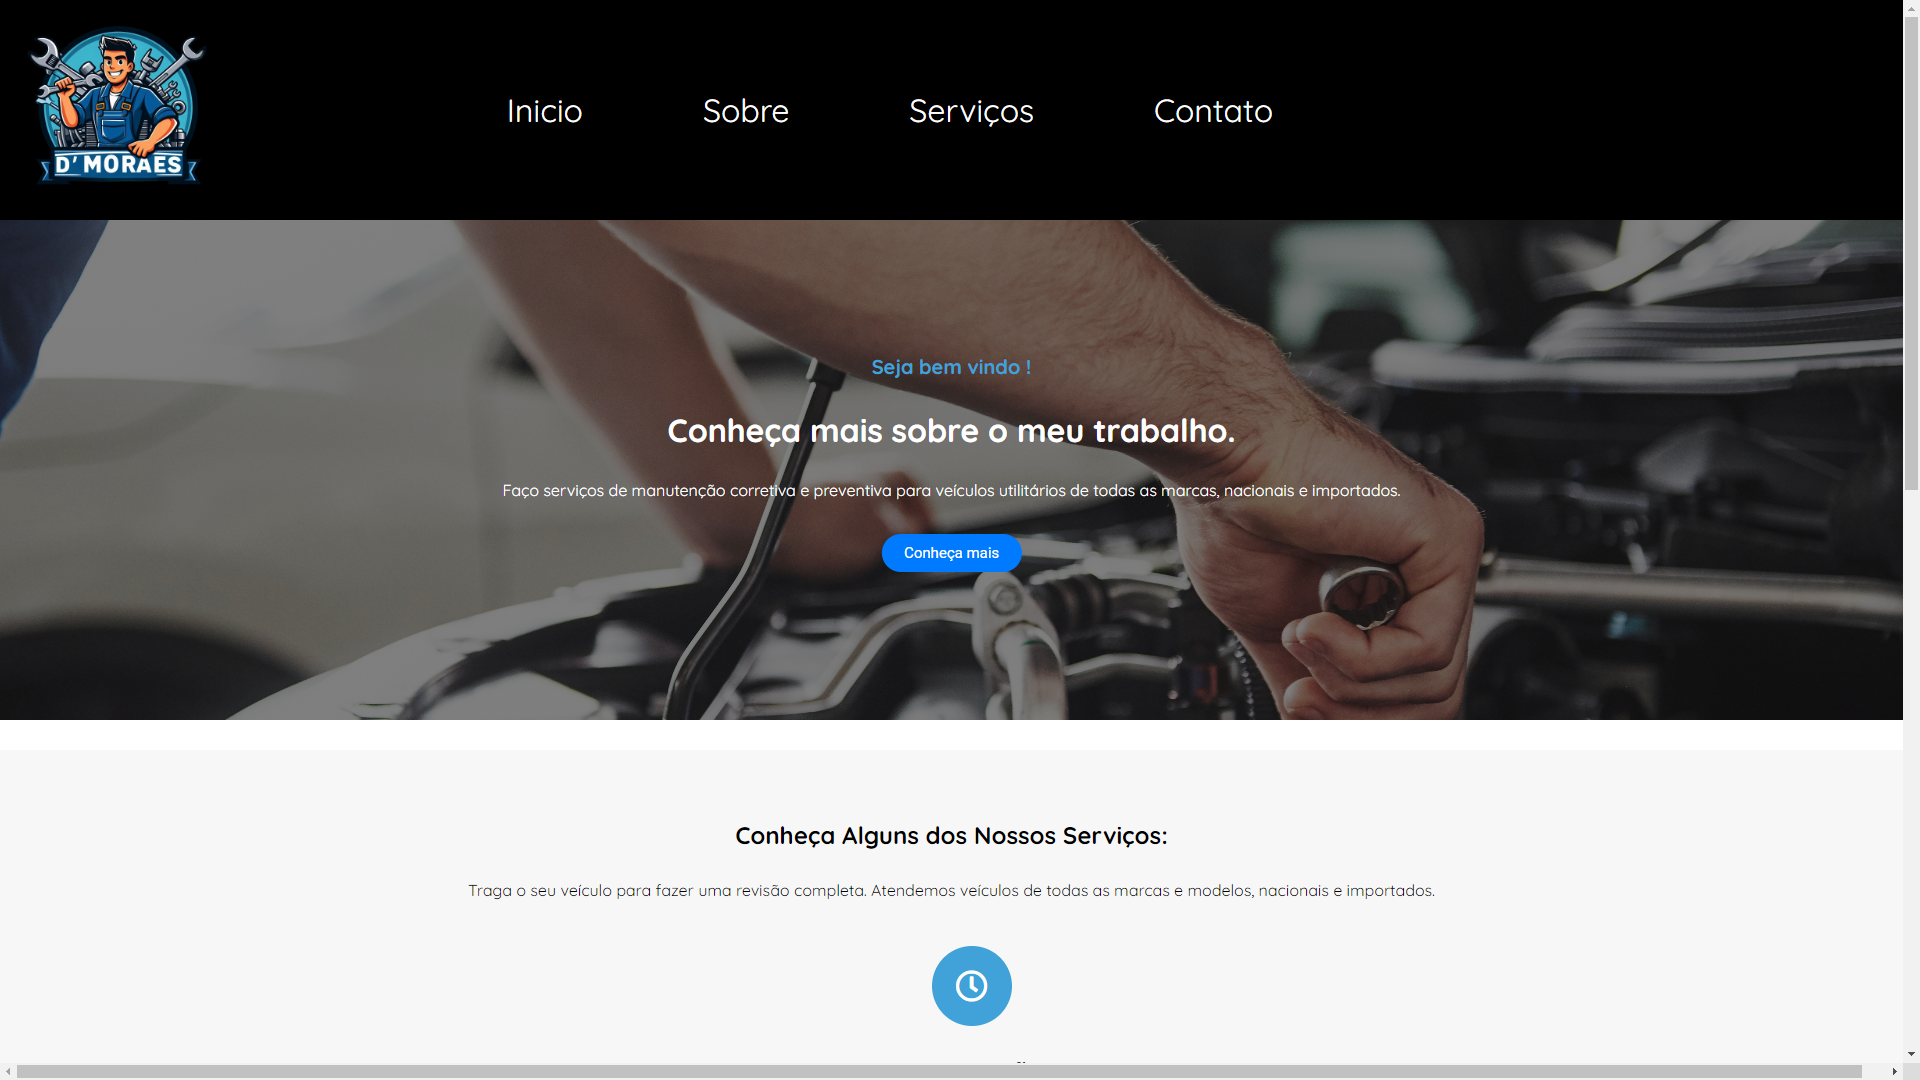 D' MORAES
Inicio
Sobre
Serviços
Contato
Seja bem vindo !
Conheça mais sobre o meu trabalho.
Faço serviços de manutenção corretiva e preventiva para veículos utilitários de todas as marcas, nacionais e importados.
Conheça mais
Conheça Alguns dos Nossos Serviços:
Traga o seu veículo para fazer uma revisão completa. Atendemos veículos de todas as marcas e modelos, nacionais e importados.